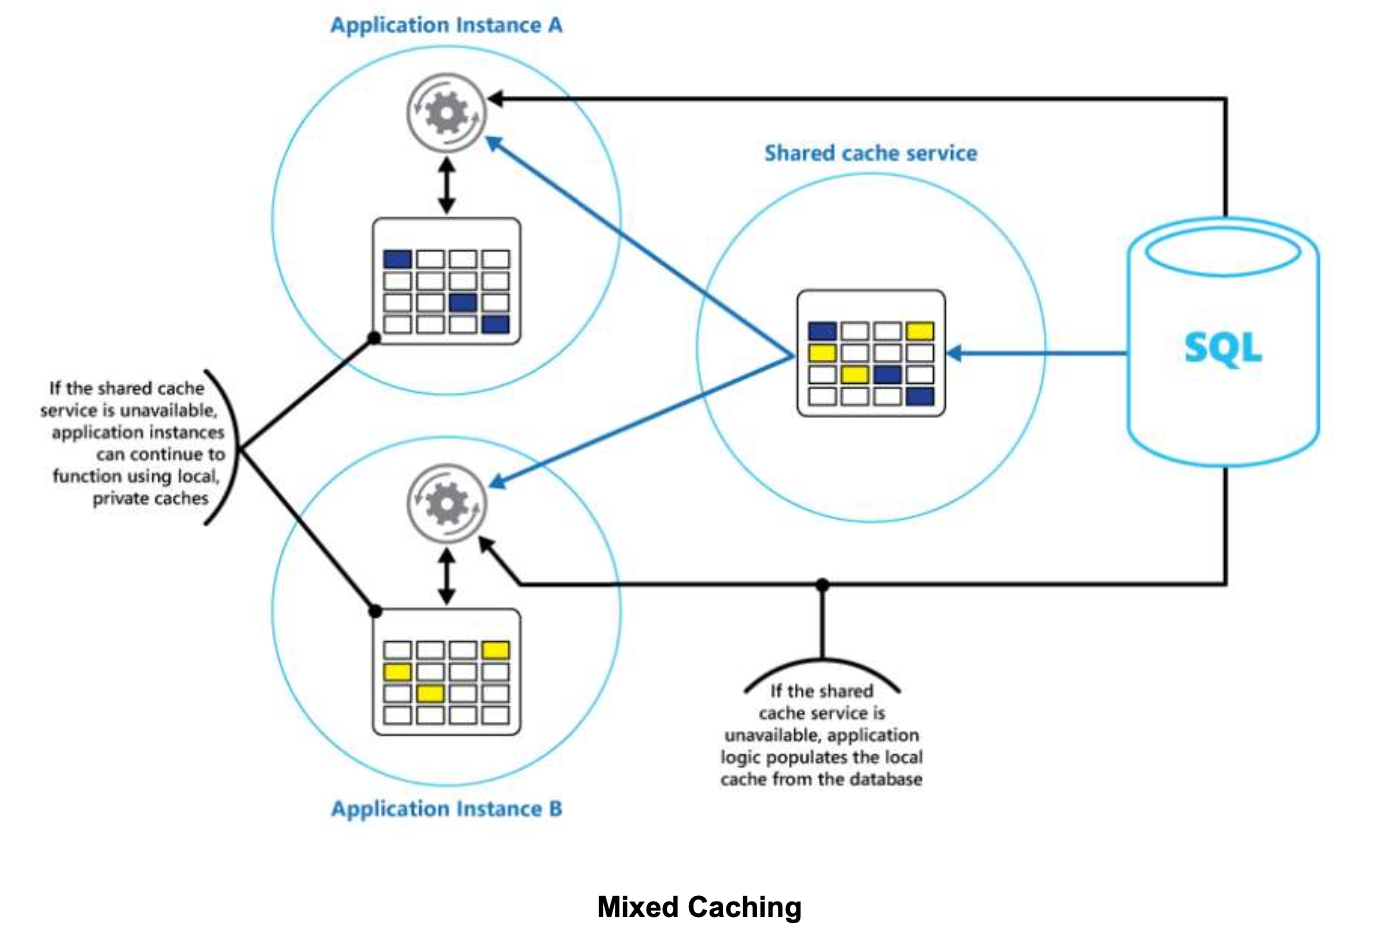 Application Instance A
Shared cache service
SQL
If the shared cache
service is unavailable,
application instances
can continue to
function using local,
private caches
If the shared
cache service is
unavailable, application
logic populates the local
cache from the database
Application Instance B
Mixed Caching